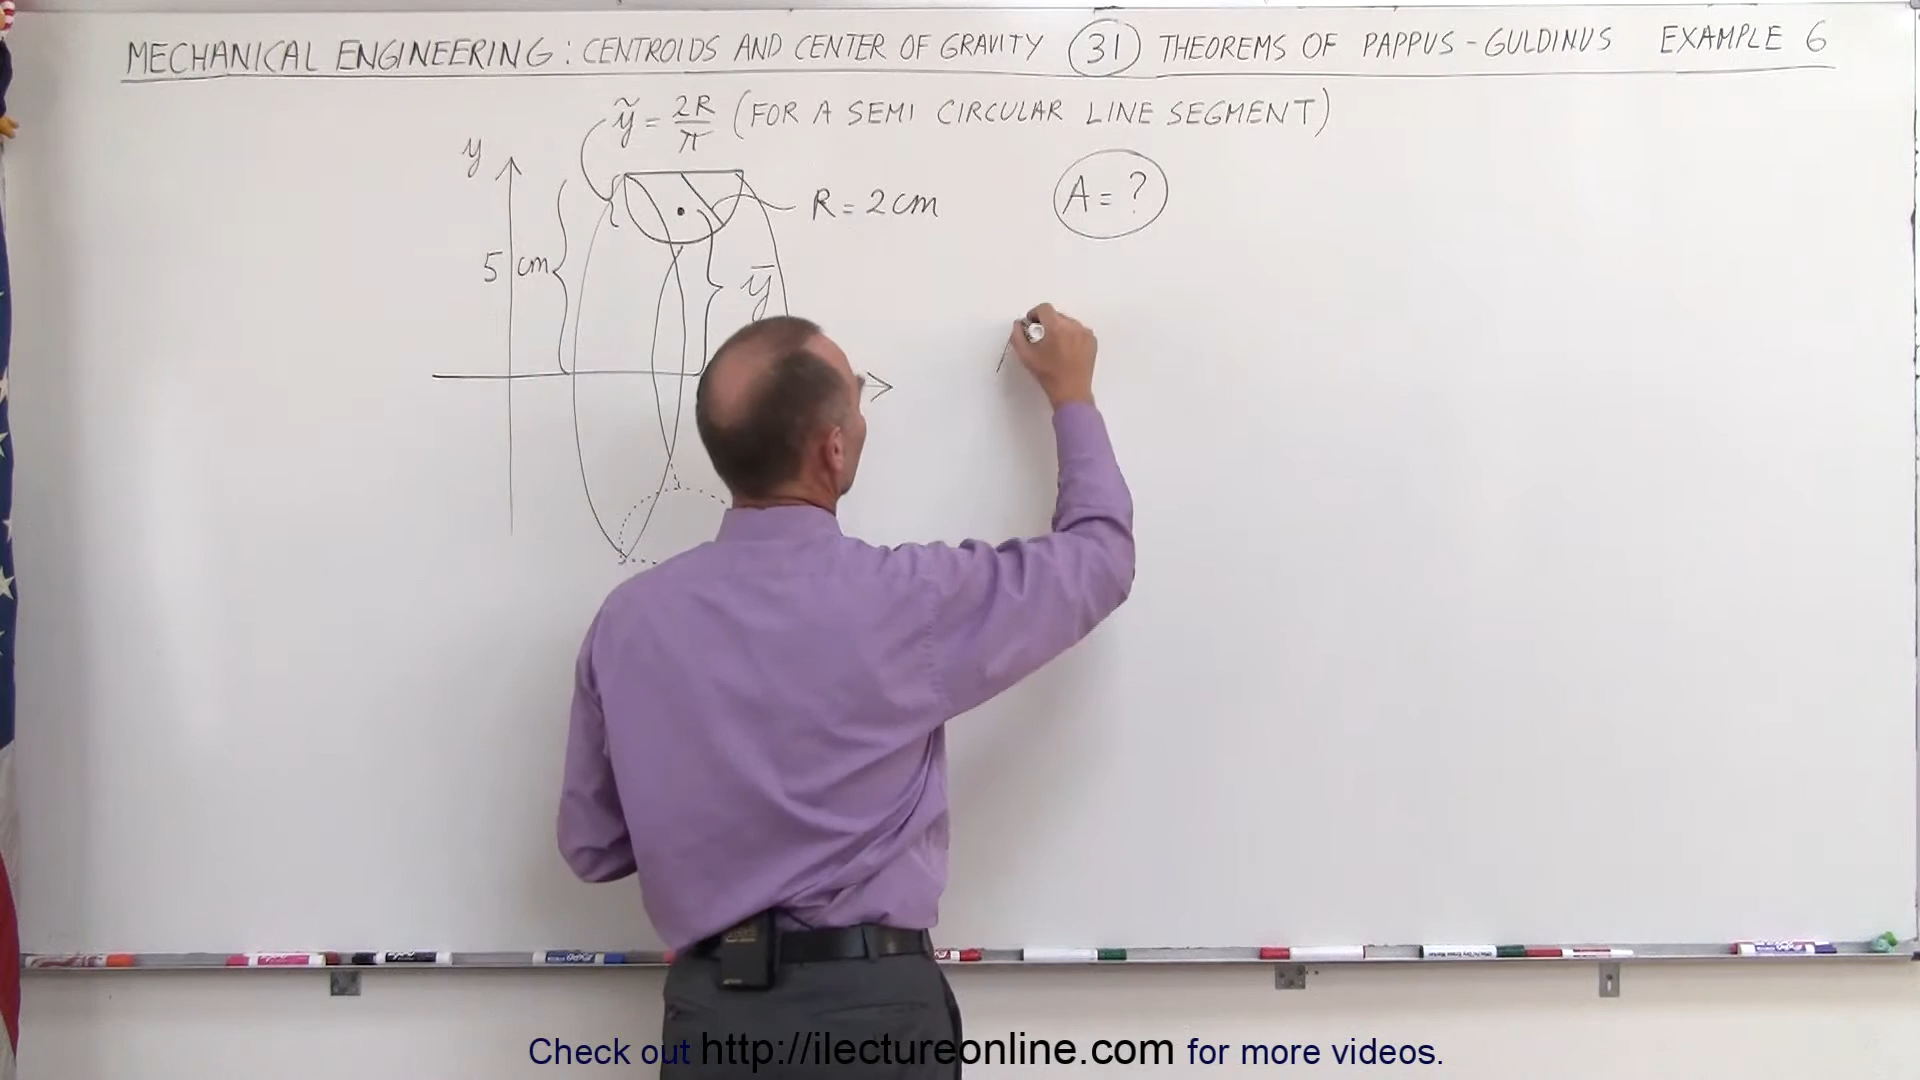 MECHANICAL ENGINEERING: CENTROIDS AND CENTER OF GRAVITY (31) THEOREMS OF PAPPUS-GULDINUS EXAMPLE 6
ỹ = 2R/π (FOR A SEMI CIRCULAR LINE SEGMENT)
y
R = 2cm
A = ?
5 cm
ȳ
Check out http://ilectureonline.com for more videos.